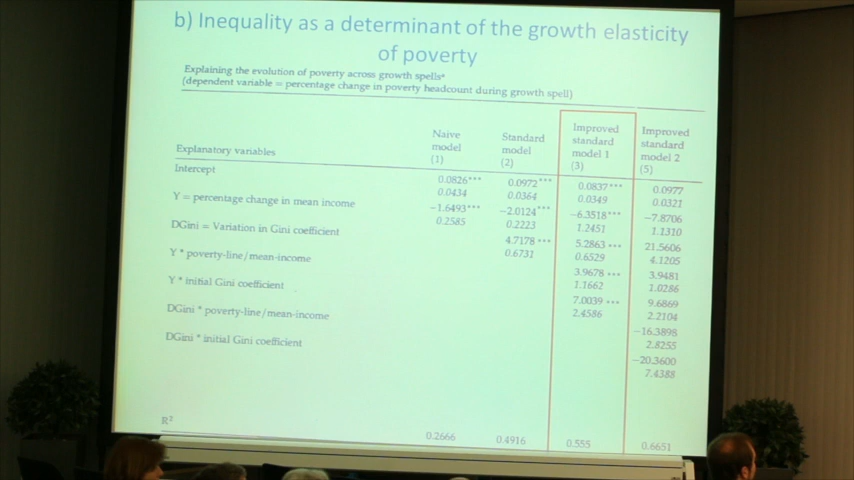 b) Inequality as a determinant of the growth elasticity
of poverty
Explaining the evolution of poverty across growth spells*
(dependent variable = percentage change in poverty headcount during growth spell)
Explanatory variables
Naive model (1)
Standard model (2)
Improved standard model 1 (3)
Improved standard model 2 (5)
Intercept
0.0826*** 0.0972*** 0.0837*** 0.0977
0.0434 0.0364 0.0349 0.0321
Y = percentage change in mean income
−1.6493*** −2.0124*** −6.3518*** −7.8706
0.2585 0.2223 1.2451 1.1310
DGini = Variation in Gini coefficient
4.7178*** 5.2863*** 21.5606
0.6731 0.6529 4.1205
Y * poverty-line/mean-income
3.9678*** 3.9481
1.1662 1.0286
Y * initial Gini coefficient
7.0039*** 9.6869
2.4586 2.2104
DGini * poverty-line/mean-income
−16.3898
2.8255
DGini * initial Gini coefficient
−20.3600
7.4388
R²
0.2666 0.4916 0.555 0.6651